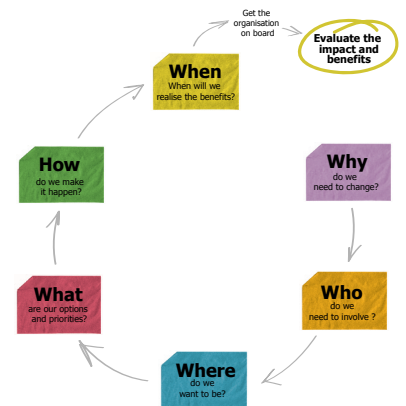 Get the
organisation
on board
Evaluate the
impact and
benefits
When
When will we
realise the benefits?
How
do we make
it happen?
Why
do we
need to change?
What
are our options
and priorities?
Who
do we
need to involve ?
Where
do we
want to be?